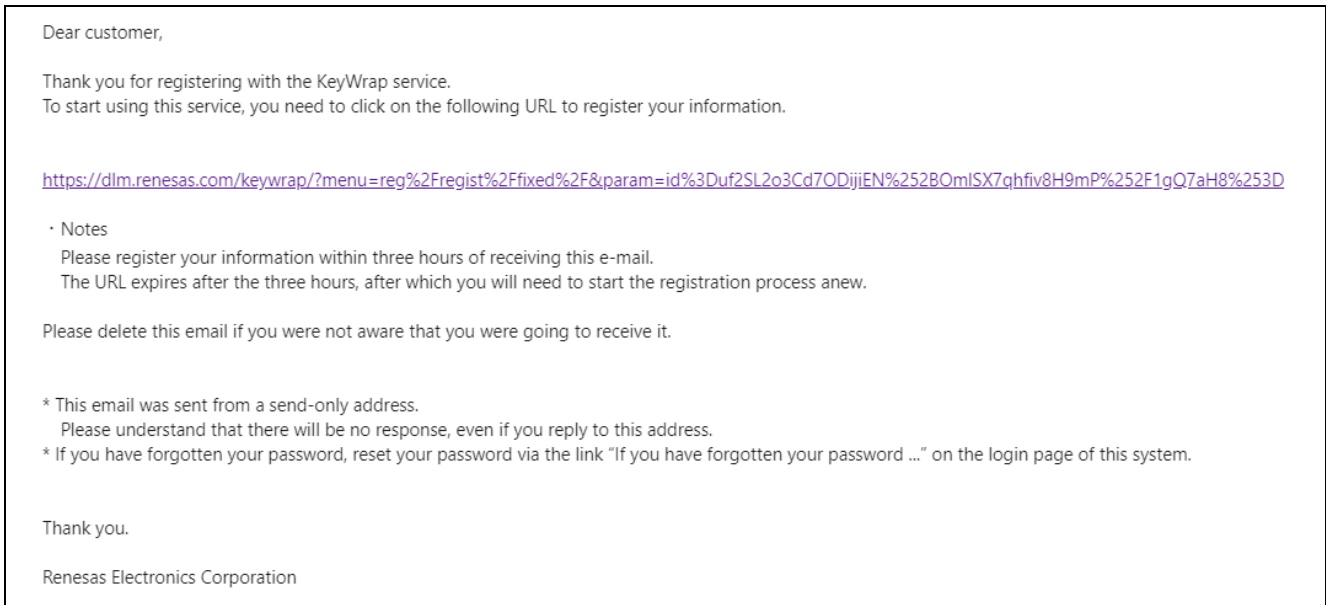 Dear customer,
Thank you for registering with the KeyWrap service.
To start using this service, you need to click on the following URL to register your information.
https://dlm.renesas.com/keywrap/?menu=reg%2Fregist%2Ffixed%2F&param=id%3Duf2SL2o3Cd7ODijiEN%252BOmlSX7qhfiv8H9mP%252F1gQ7aH8%253D
・Notes
Please register your information within three hours of receiving this e-mail.
The URL expires after the three hours, after which you will need to start the registration process anew.
Please delete this email if you were not aware that you were going to receive it.
* This email was sent from a send-only address.
Please understand that there will be no response, even if you reply to this address.
* If you have forgotten your password, reset your password via the link “If you have forgotten your password ...” on the login page of this system.
Thank you.
Renesas Electronics Corporation